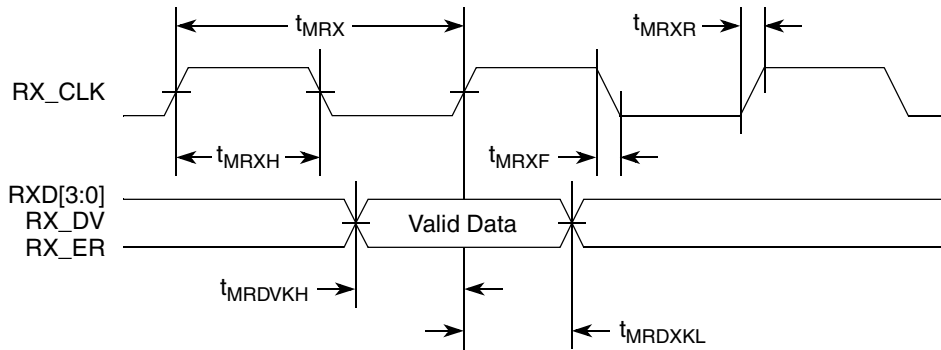 tMRX
tMRXR
RX_CLK
tMRXH
tMRXF
RXD[3:0]
RX_DV
RX_ER
Valid Data
tMRDVKH
tMRDXKL